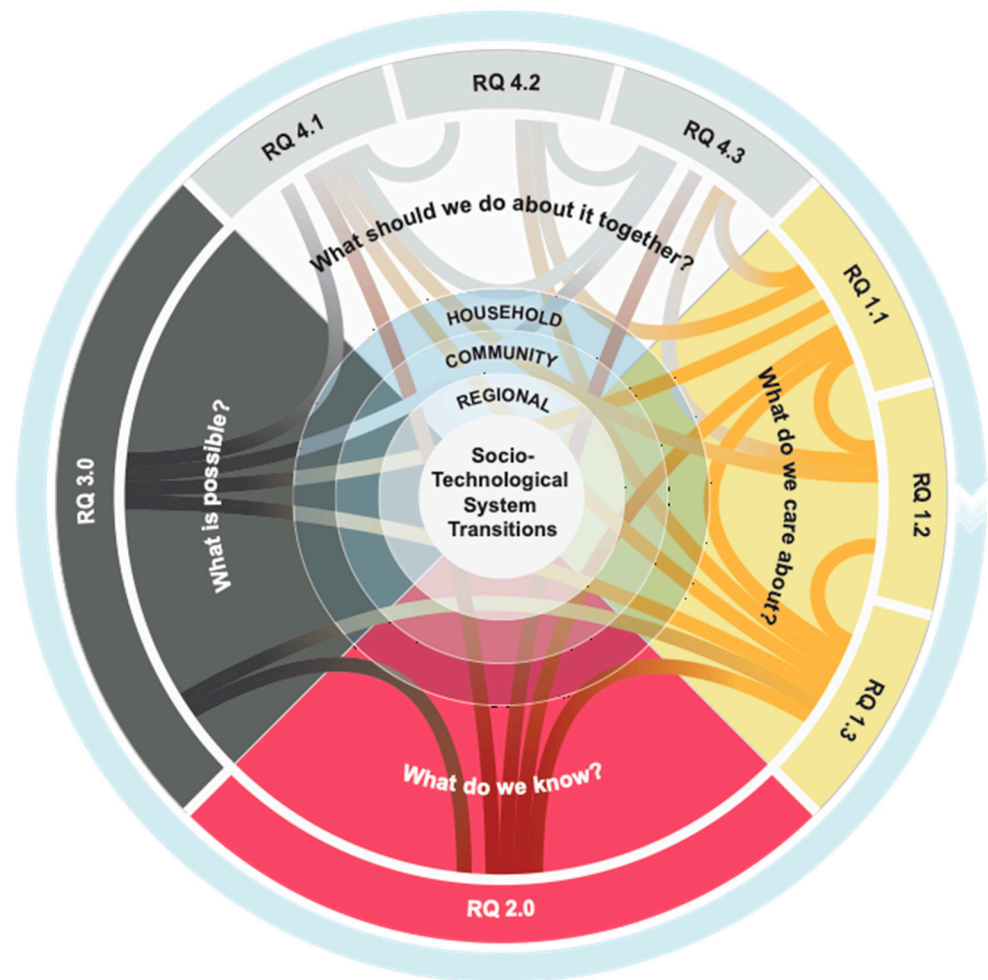 RQ 4.1
RQ 4.2
RQ 4.3
What should we do about it together?
RQ 1.1
RQ 1.2
RQ 1.3
What do we care about?
RQ 3.0
What is possible?
HOUSEHOLD
COMMUNITY
REGIONAL
Socio-
Technological
System
Transitions
What do we know?
RQ 2.0